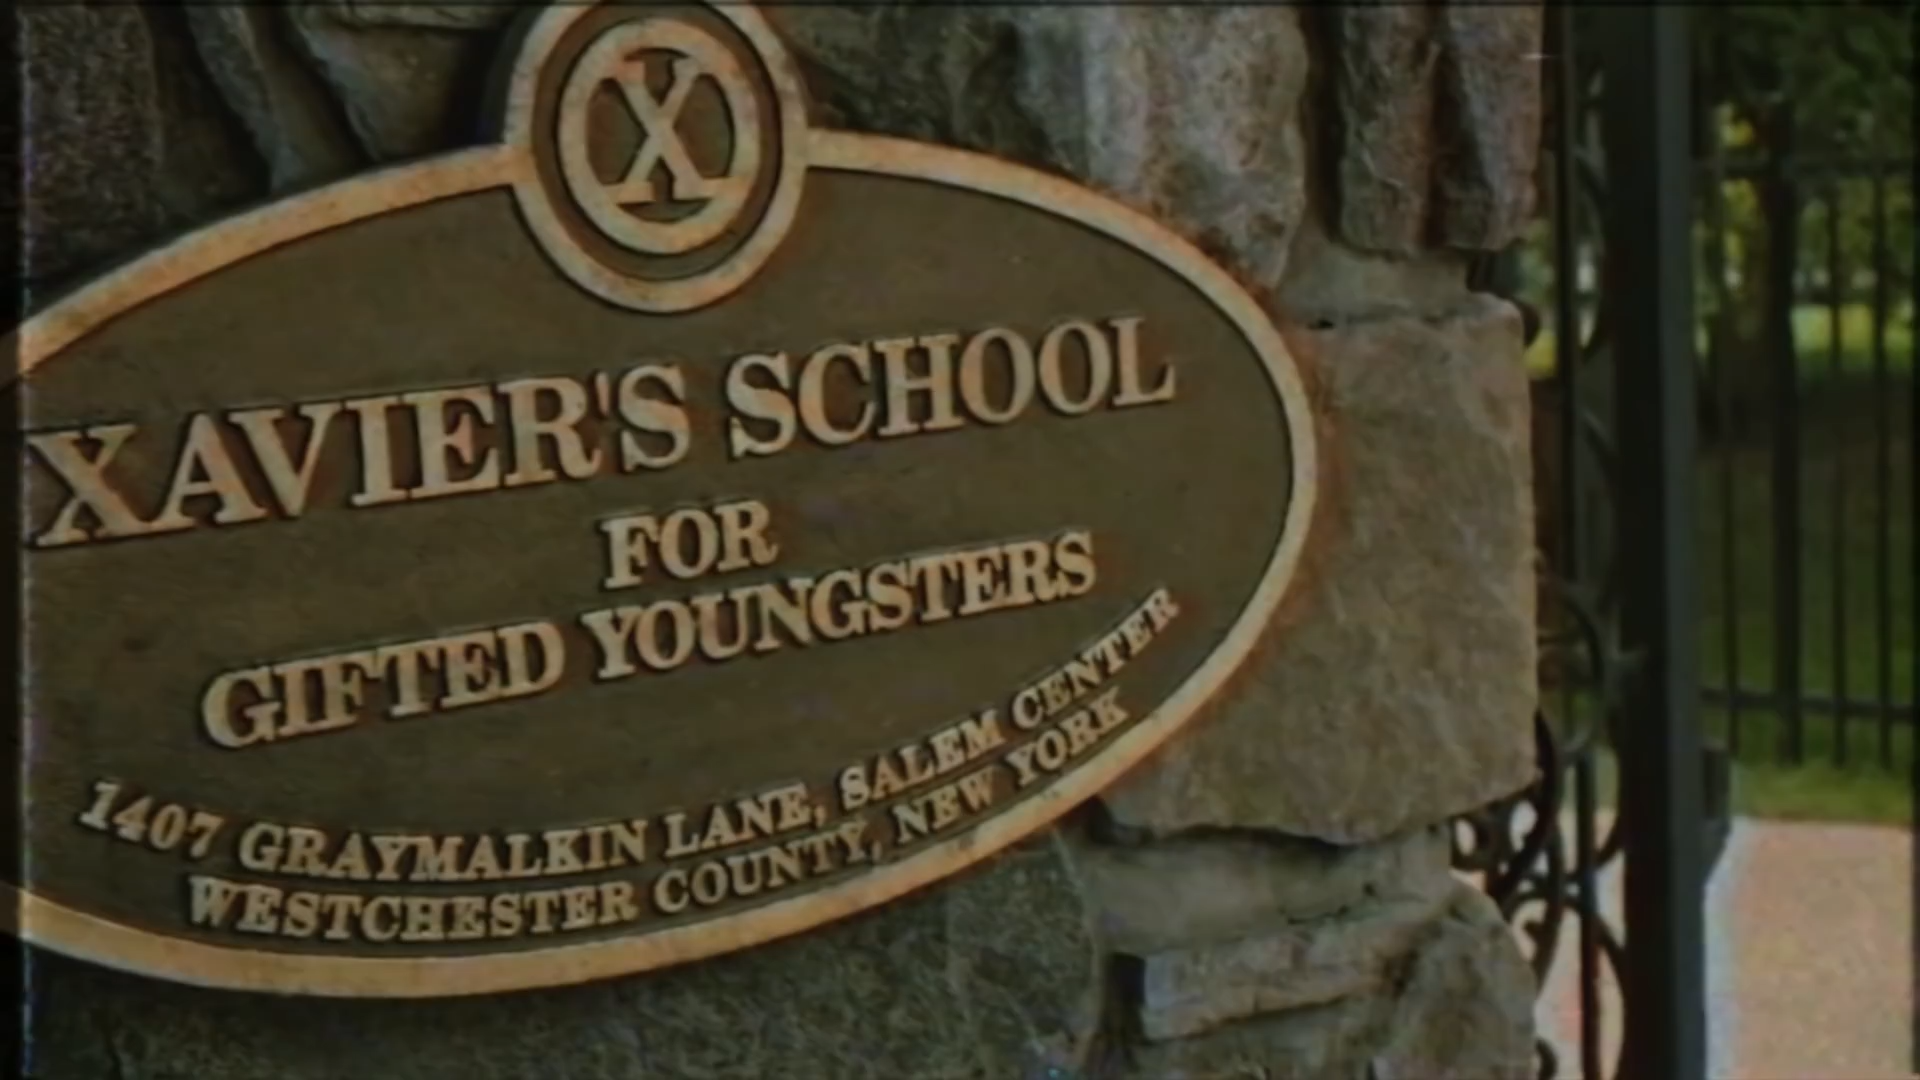 X
XAVIER'S SCHOOL
FOR
GIFTED YOUNGSTERS
1407 GRAYMALKIN LANE, SALEM CENTER
WESTCHESTER COUNTY, NEW YORK